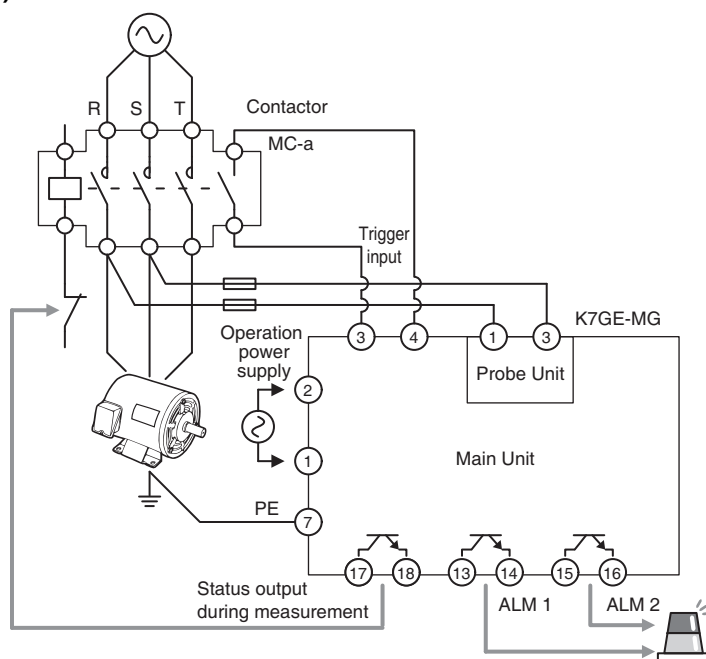 )
R S T
Contactor
MC-a
Trigger
input
3 4 1 3
K7GE-MG
Operation
power
supply
Probe Unit
2
1
Main Unit
PE
7
17 18 13 14 15 16
Status output
during measurement
ALM 1
ALM 2